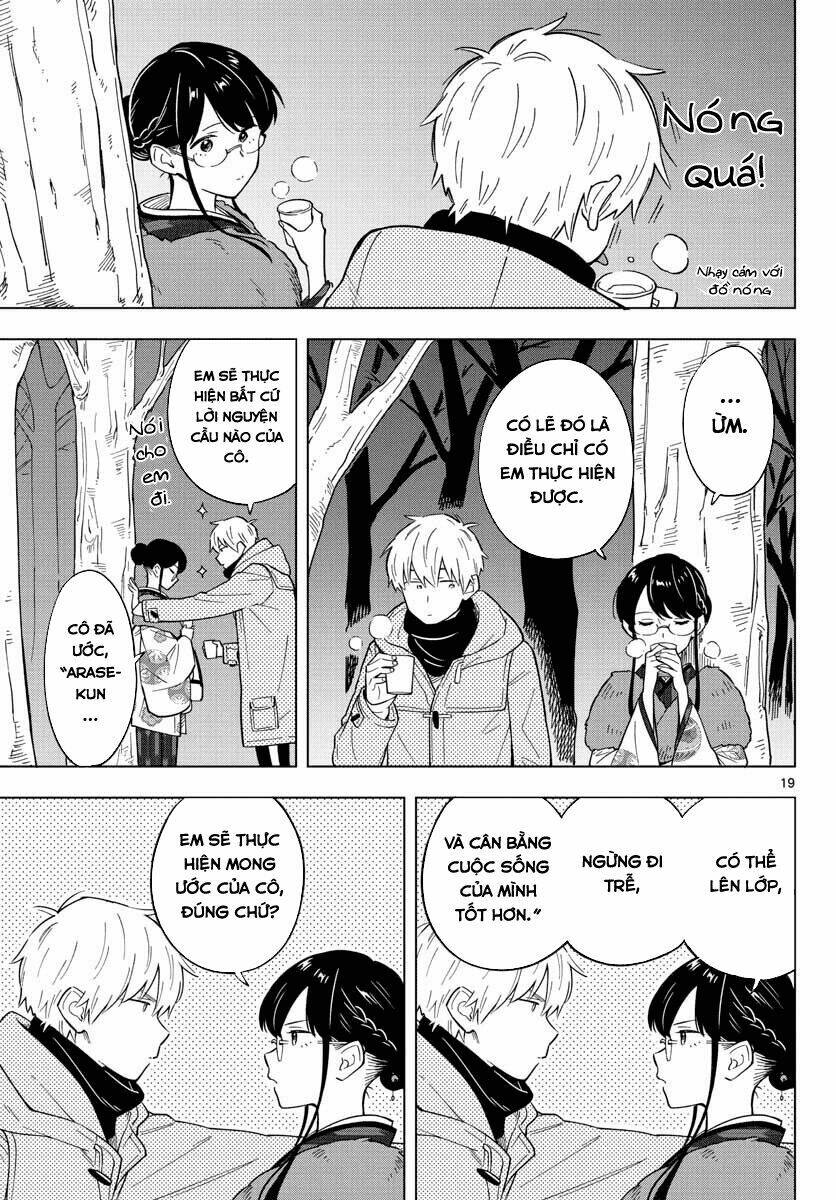 NÓNG
QUÁ!
Nhạy cảm với
đồ nóng
...
ỪM.
CÓ LẼ ĐÓ LÀ
ĐIỀU CHỈ CÓ
EM THỰC HIỆN
ĐƯỢC.
EM SẼ THỰC
HIỆN BẤT CỨ
LỜI NGUYỆN
CẦU NÀO CỦA
CÔ.
Nói
cho
em
đi.
CÔ ĐÃ
ƯỚC,
“ARASE-
KUN
...
19
CÓ THỂ
LÊN LỚP,
NGỪNG ĐI
TRỄ,
VÀ CÂN BẰNG
CUỘC SỐNG
CỦA MÌNH
TỐT HƠN.”
EM SẼ THỰC
HIỆN MONG
ƯỚC CỦA CÔ,
ĐÚNG CHỨ?